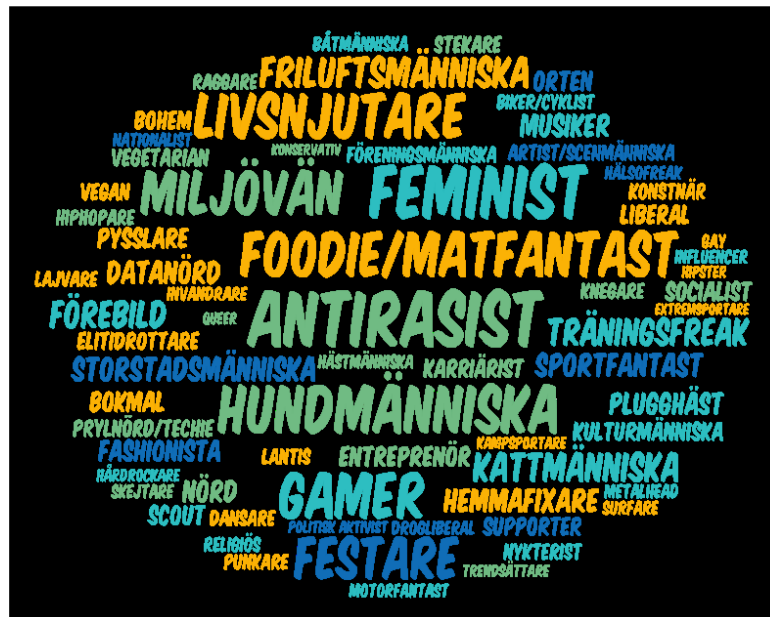 BÅTMÄNNISKA STEKARE
RAGGARE FRILUFTSMÄNNISKA ORTEN
BOHEM LIVSNJUTARE BIKER/CYKLIST
MUSIKER
NATIONALIST
VEGETARIAN KONSERVATIV FÖRENINGSMÄNNISKA ARTIST/SCENMÄNNISKA
HÄLSOFREAK
VEGAN MILJÖVÄN FEMINIST KONSTNÄR
HIPHOPARE LIBERAL
PYSSLARE FOODIE/MATFANTAST GAY
INFLUENCER
LAJVARE DATANÖRD HIPSTER
INVANDRARE KNEGARE SOCIALIST
EXTREMSPORTARE
FÖREBILD QUEER ANTIRASIST TRÄNINGSFREAK
ELITIDROTTARE
STORSTADSMÄNNISKA HÄSTMÄNNISKA KARRIÄRIST SPORTFANTAST
BOKMAL HUNDMÄNNISKA PLUGGHÄST
PRYLNÖRD/TECHIE KULTURMÄNNISKA
FASHIONISTA LANTIS ENTREPRENÖR KAMPSPORTARE
HÅRDROCKARE KATTMÄNNISKA
SKEJTARE NÖRD GAMER HEMMAFIXARE METALHEAD
SURFARE
SCOUT DANSARE POLITISK AKTIVIST DROGLIBERAL SUPPORTER
RELIGIÖS FESTARE NYKTERIST
PUNKARE TRENDSÄTTARE
MOTORFANTAST